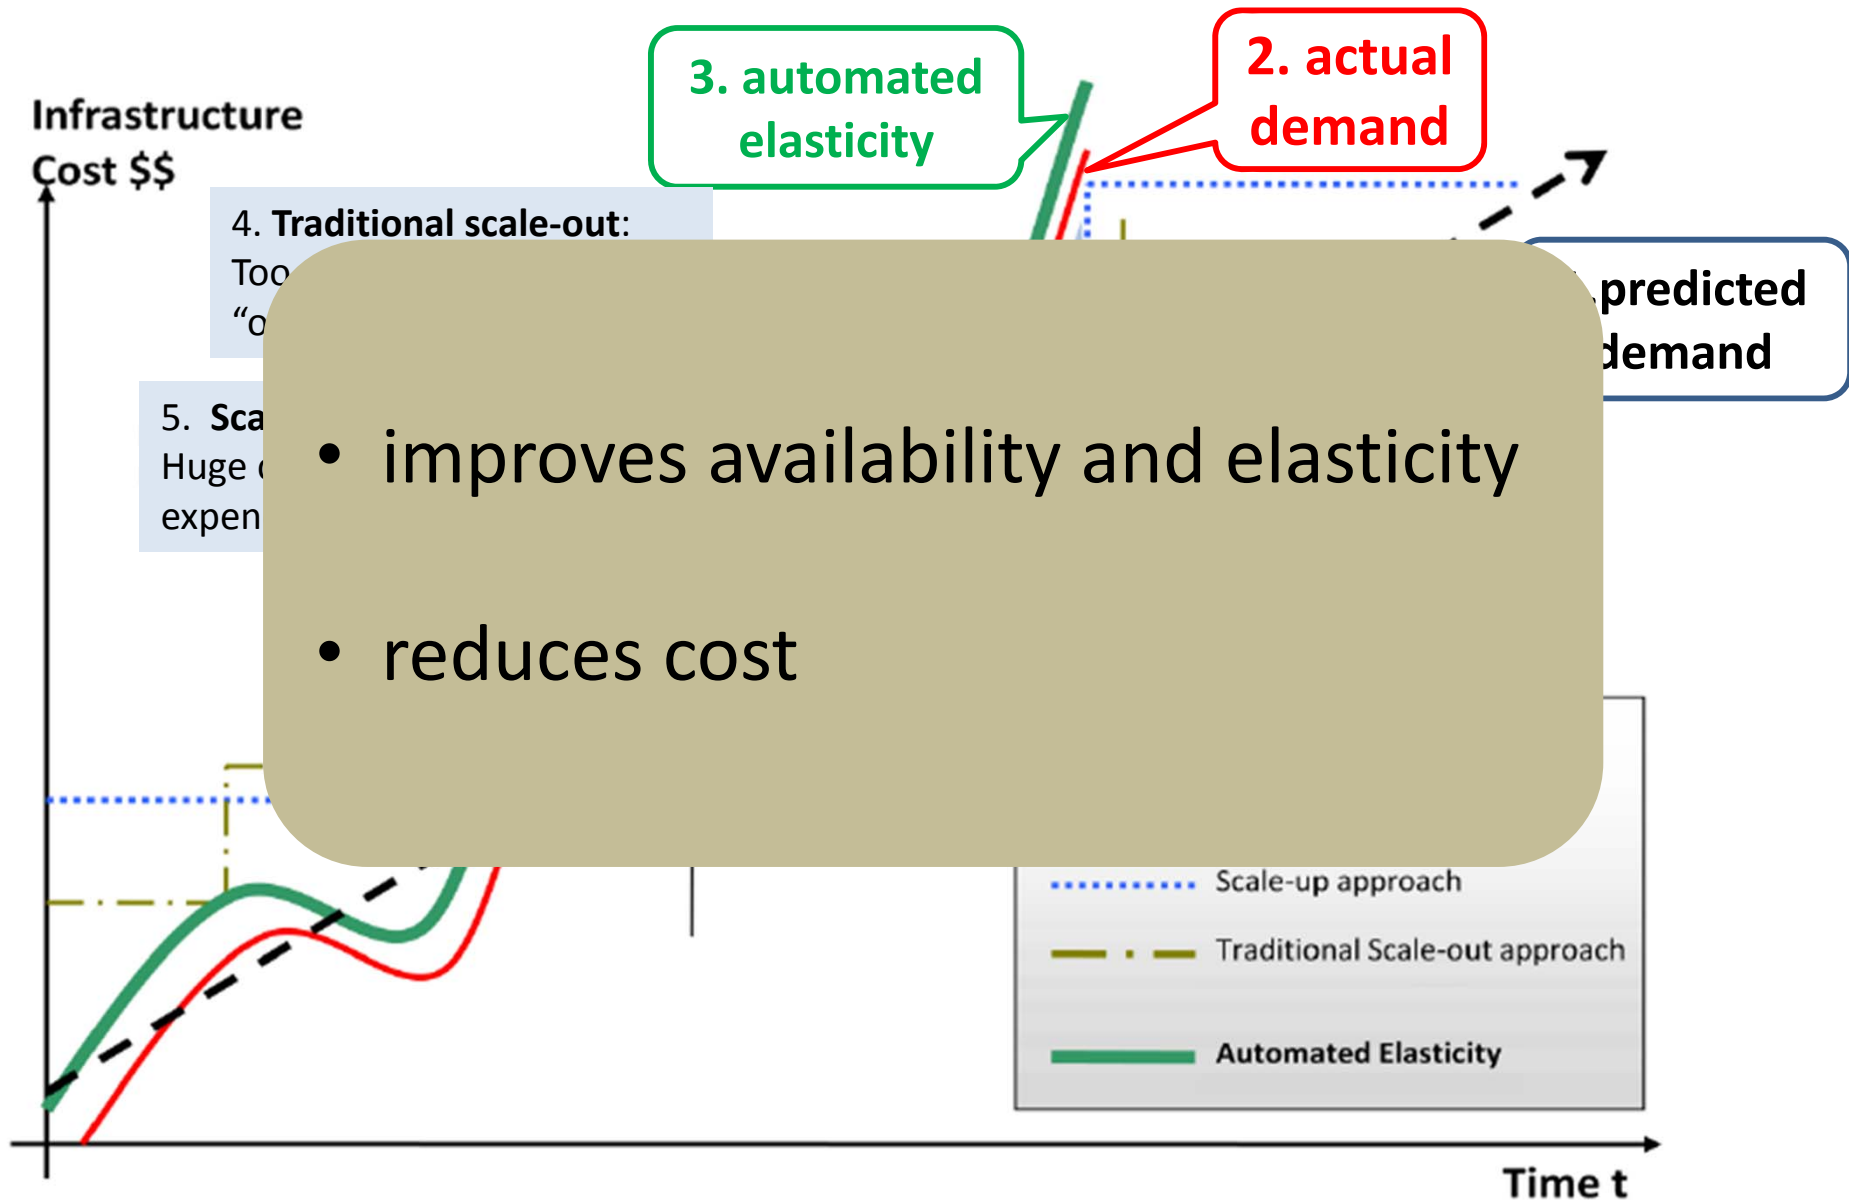 3. automated
elasticity
2. actual
demand
Infrastructure
Cost $$
4. Traditional scale-out:
Too
.predicted
demand
5.
Huge
• improves availability and elasticity
• reduces cost
Scale-up approach
Traditional Scale-out approach
Automated Elasticity
Time t